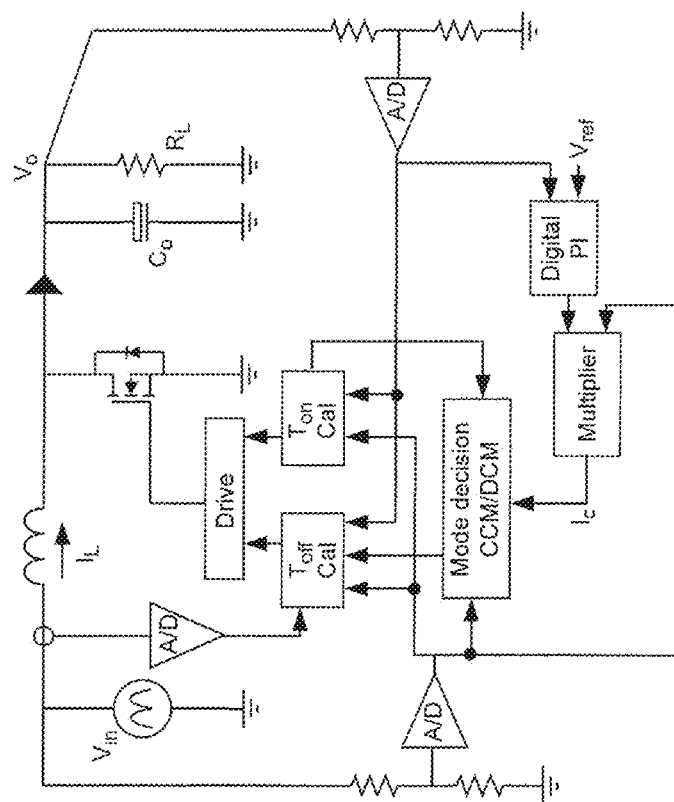 V_in
I_L
V_o
C_o
R_L
A/D
Drive
T_off
Cal
T_on
Cal
A/D
A/D
Mode decision
CCM/DCM
I_c
Multiplier
Digital
PI
V_ref